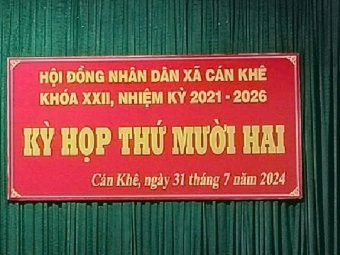 HỘI ĐỒNG NHÂN DÂN XÃ CÁN KHÊ
KHÓA XXII, NHIỆM KỲ 2021 - 2026
KỲ HỌP THỨ MƯỜI HAI
Cán Khê, ngày 31 tháng 7 năm 2024